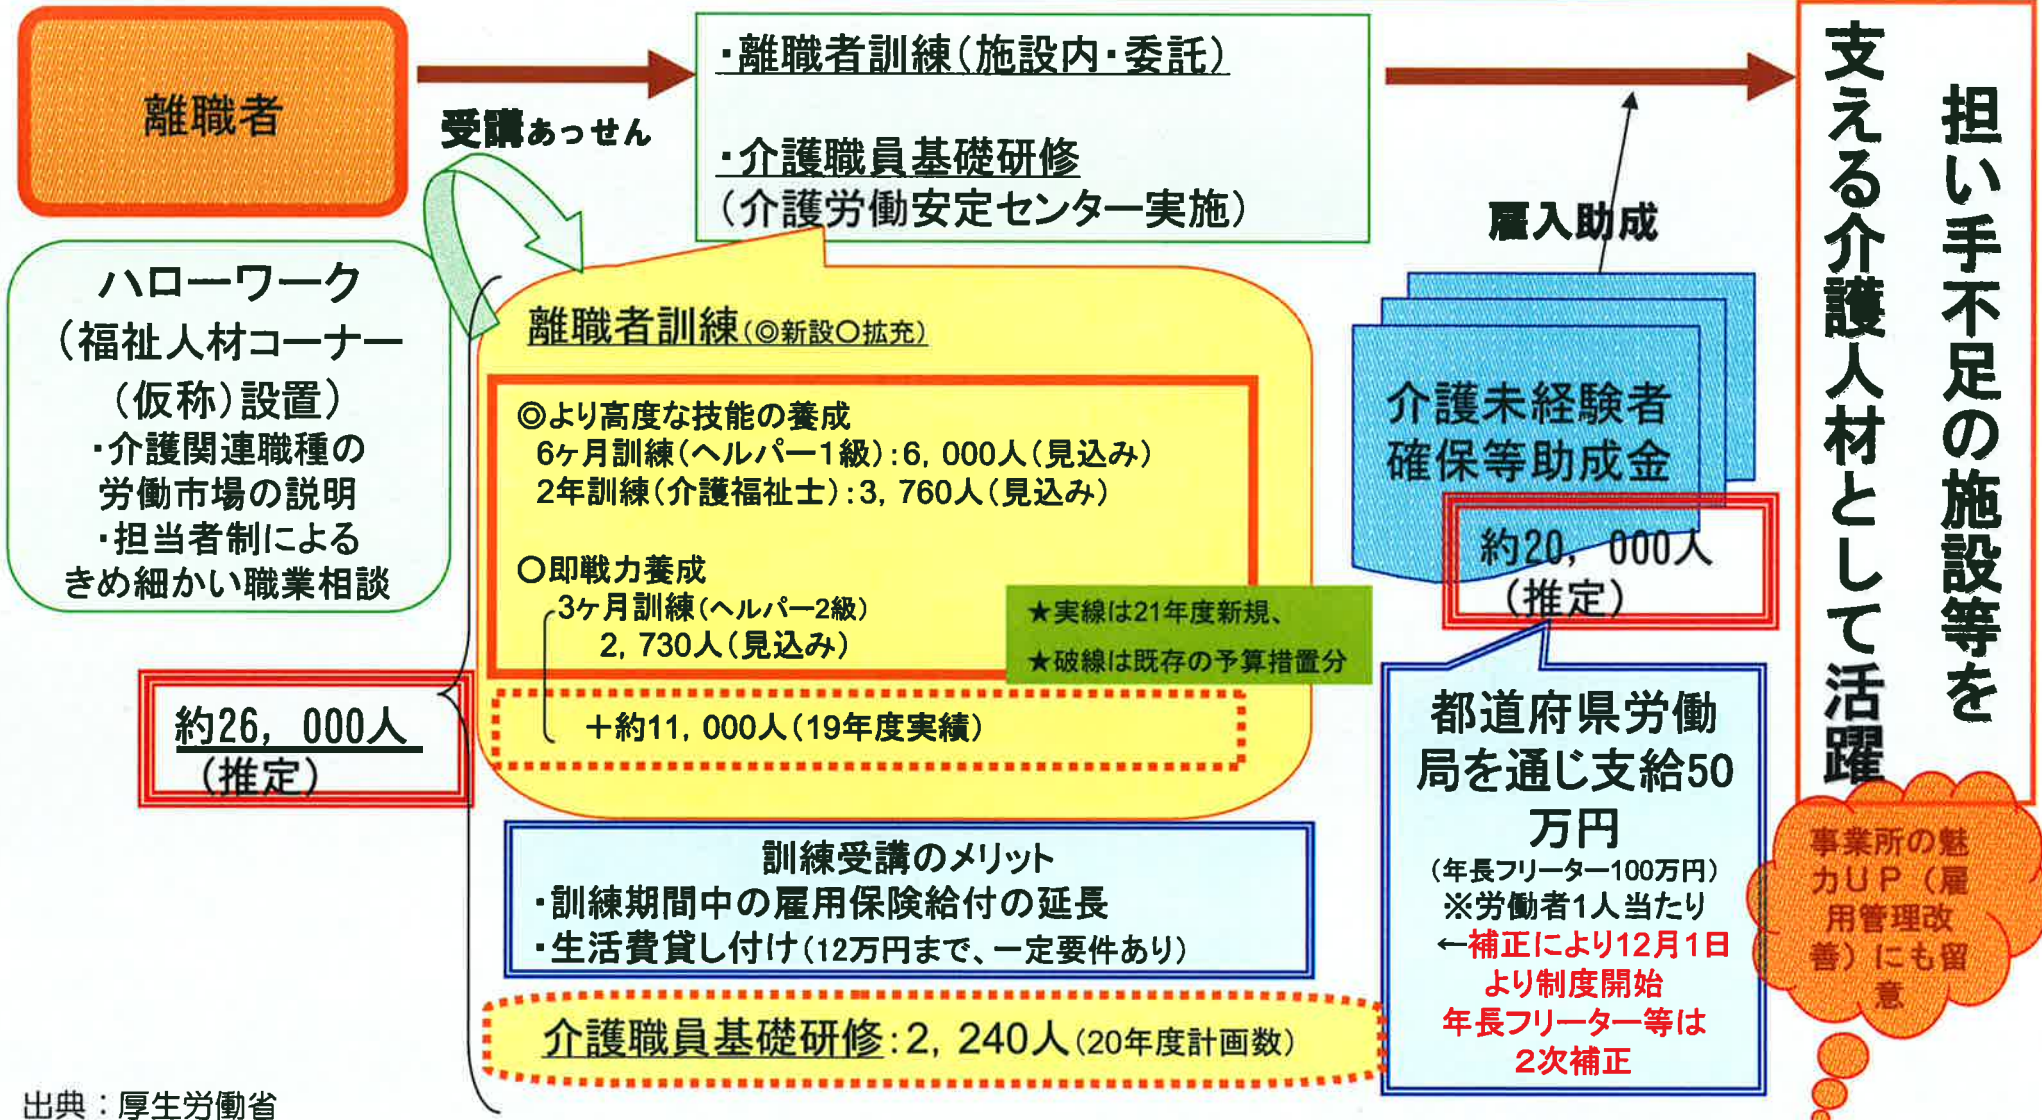 離職者
受講あっせん
・離職者訓練(施設内・委託)
・介護職員基礎研修
(介護労働安定センター実施)
雇入助成
担い手不足の施設等を
支える介護人材として活躍
ハローワーク
(福祉人材コーナー
(仮称)設置)
・介護関連職種の
労働市場の説明
・担当者制による
きめ細かい職業相談
離職者訓練(◎新設○拡充)
◎より高度な技能の養成
6ヶ月訓練(ヘルパー1級):6,000人(見込み)
2年訓練(介護福祉士):3,760人(見込み)
○即戦力養成
3ヶ月訓練(ヘルパー2級)
2,730人(見込み)
+約11,000人(19年度実績)
★実線は21年度新規、
★破線は既存の予算措置分
約26,000人
(推定)
介護未経験者
確保等助成金
約20,000人
(推定)
都道府県労働
局を通じ支給50
万円
(年長フリーター100万円)
※労働者1人当たり
←補正により12月1日
より制度開始
年長フリーター等は
2次補正
訓練受講のメリット
・訓練期間中の雇用保険給付の延長
・生活費貸し付け(12万円まで、一定要件あり)
介護職員基礎研修:2,240人(20年度計画数)
事業所の魅
力UP(雇
用管理改
善)にも留
意
出典:厚生労働省